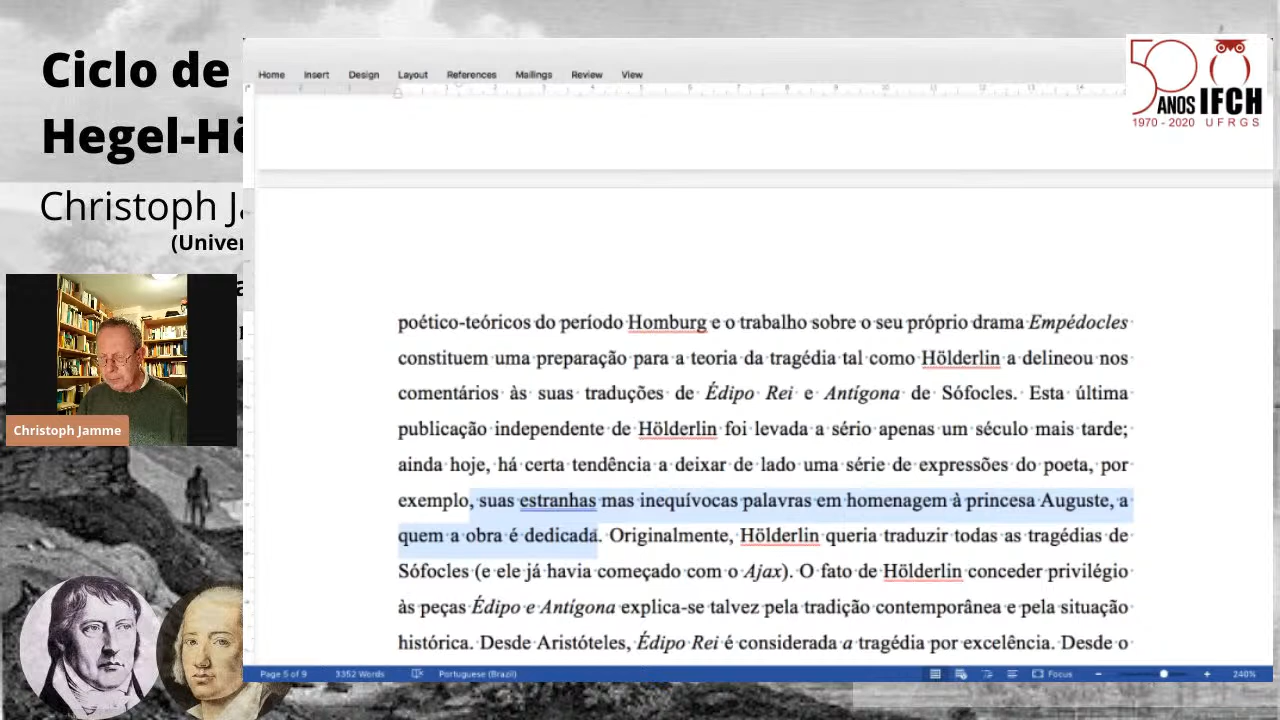 Ciclo de
Hegel-Hö
Christoph Ja
(Univer
Christoph Jamme
Home Insert Design Layout References Mailings Review View
50 ANOS IFCH
1970 - 2020 UFRGS
poético-teóricos do período Homburg e o trabalho sobre o seu próprio drama Empédocles
constituem uma preparação para a teoria da tragédia tal como Hölderlin a delineou nos
comentários às suas traduções de Édipo Rei e Antígona de Sófocles. Esta última
publicação independente de Hölderlin foi levada a sério apenas um século mais tarde;
ainda hoje, há certa tendência a deixar de lado uma série de expressões do poeta, por
exemplo, suas estranhas mas inequívocas palavras em homenagem à princesa Auguste, a
quem a obra é dedicada. Originalmente, Hölderlin queria traduzir todas as tragédias de
Sófocles (e ele já havia começado com o Ajax). O fato de Hölderlin conceder privilégio
às peças Édipo e Antígona explica-se talvez pela tradição contemporânea e pela situação
histórica. Desde Aristóteles, Édipo Rei é considerada a tragédia por excelência. Desde o
Page 5 of 9 3352 Words Portuguese (Brazil) Focus 240%